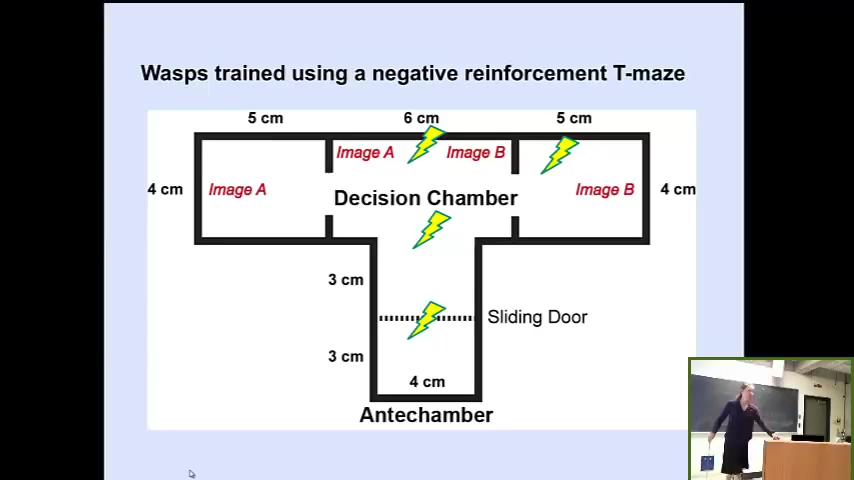 Wasps trained using a negative reinforcement T-maze
5 cm 6 cm 5 cm
Image A Image B
4 cm Image A Image B 4 cm
Decision Chamber
3 cm
Sliding Door
3 cm
4 cm
Antechamber